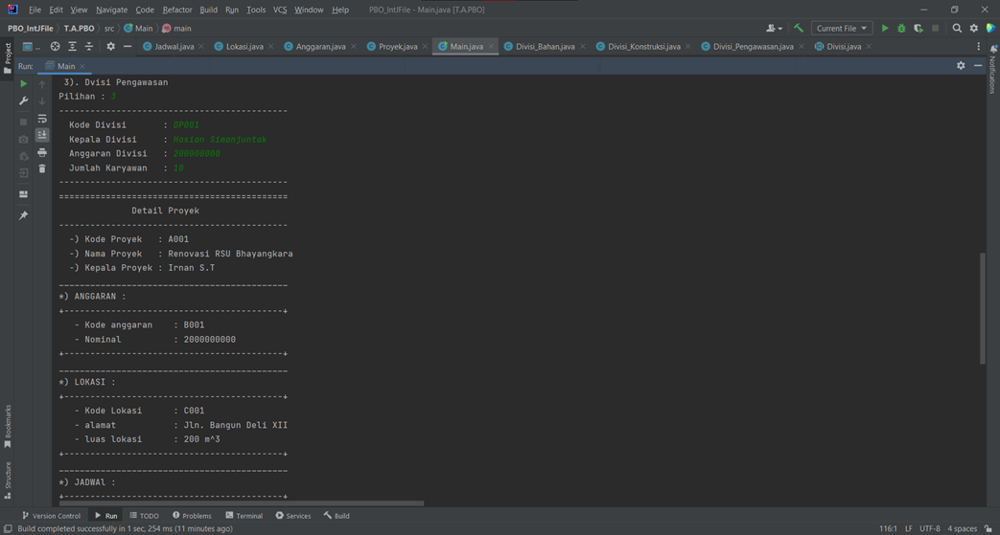 File Edit View Navigate Code Refactor Build Run Tools VCS Window Help PBO_IntJFile - Main.java [T.A.PBO]
PBO_IntJFile T.A.PBO src Main main Current File
Project Jadwal.java Lokasi.java Anggaran.java Proyek.java Main.java Divisi_Bahan.java Divisi_Konstruksi.java Divisi_Pengawasan.java Divisi.java Notifications
Run: Main
3). Dvisi Pengawasan
Pilihan : 3
--------------------------------------------
Kode Divisi : DP001
Kepala Divisi : Hasian Simanjuntak
Anggaran Divisi : 200000000
Jumlah Karyawan : 10
--------------------------------------------
============================================
Detail Proyek
--------------------------------------------
-) Kode Proyek : A001
-) Nama Proyek : Renovasi RSU Bhayangkara
-) Kepala Proyek : Irnan S.T
____________________________________________
*) ANGGARAN :
+------------------------------------------+
- Kode anggaran : B001
- Nominal : 2000000000
+------------------------------------------+
____________________________________________
*) LOKASI :
+------------------------------------------+
- Kode Lokasi : C001
- alamat : Jln. Bangun Deli XII
- luas lokasi : 200 m^3
+------------------------------------------+
____________________________________________
*) JADWAl :
+------------------------------------------+
Bookmarks
Structure
Version Control Run TODO Problems Terminal Services Build
Build completed successfully in 1 sec, 254 ms (11 minutes ago) 116:1 LF UTF-8 4 spaces